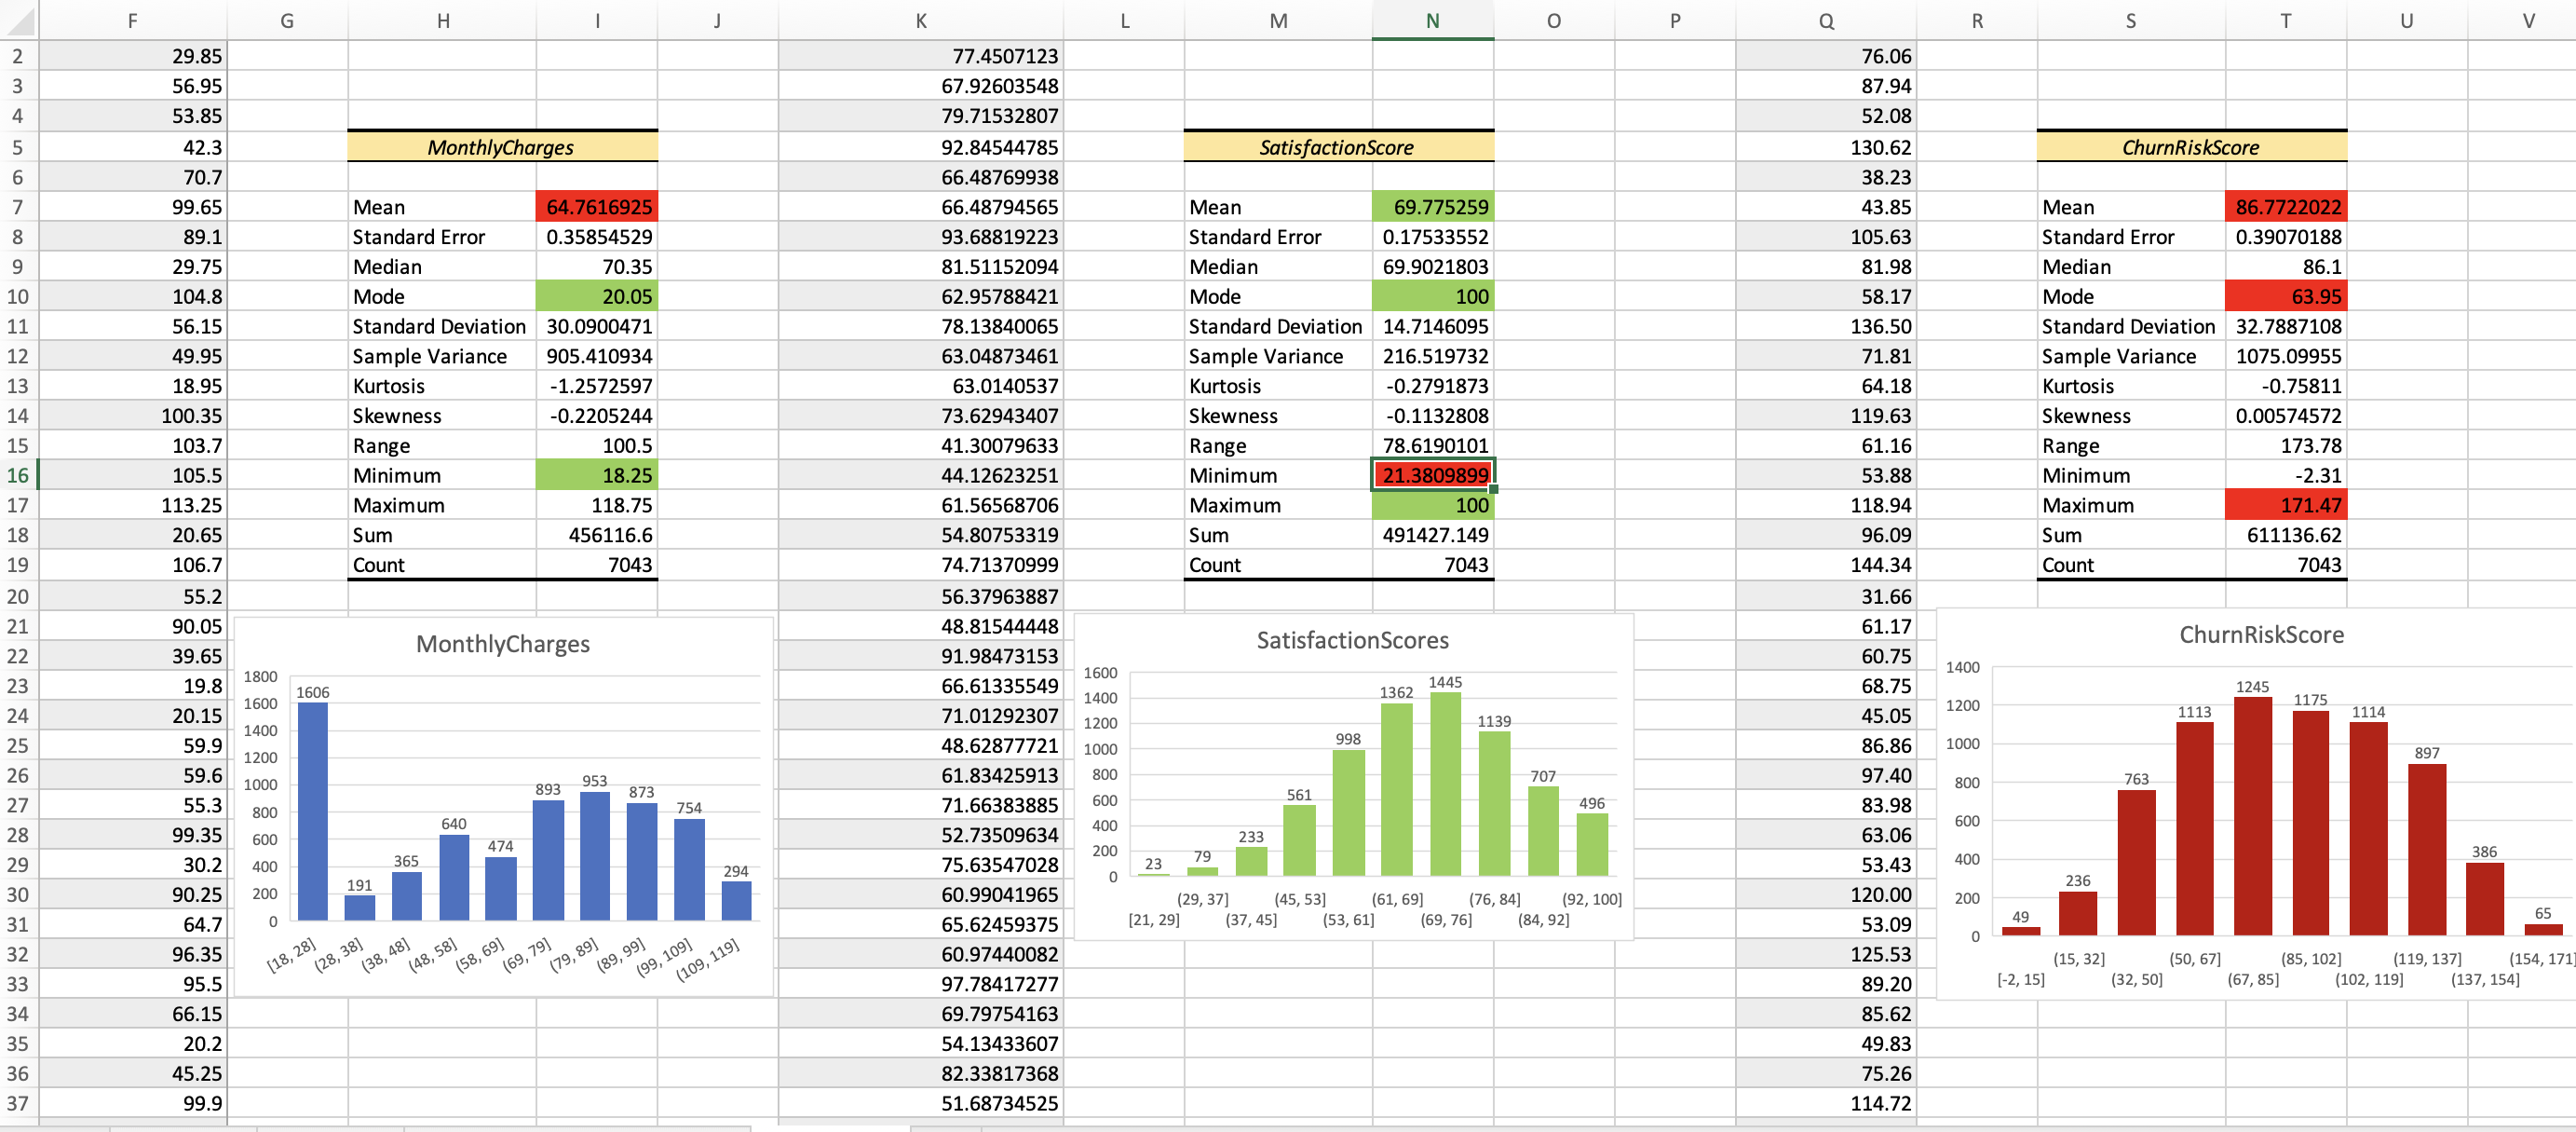 F G H I J K L M N O P Q R S T U V
2 29.85 77.4507123 76.06
3 56.95 67.92603548 87.94
4 53.85 79.71532807 52.08
5 42.3 MonthlyCharges 92.84544785 SatisfactionScore 130.62 ChurnRiskScore
6 70.7 66.48769938 38.23
7 99.65 Mean 64.7616925 66.48794565 Mean 69.775259 43.85 Mean 86.7722022
8 89.1 Standard Error 0.35854529 93.68819223 Standard Error 0.17533552 105.63 Standard Error 0.39070188
9 29.75 Median 70.35 81.51152094 Median 69.9021803 81.98 Median 86.1
10 104.8 Mode 20.05 62.95788421 Mode 100 58.17 Mode 63.95
11 56.15 Standard Deviation 30.0900471 78.13840065 Standard Deviation 14.7146095 136.50 Standard Deviation 32.7887108
12 49.95 Sample Variance 905.410934 63.04873461 Sample Variance 216.519732 71.81 Sample Variance 1075.09955
13 18.95 Kurtosis -1.2572597 63.0140537 Kurtosis -0.2791873 64.18 Kurtosis -0.75811
14 100.35 Skewness -0.2205244 73.62943407 Skewness -0.1132808 119.63 Skewness 0.00574572
15 103.7 Range 100.5 41.30079633 Range 78.6190101 61.16 Range 173.78
16 105.5 Minimum 18.25 44.12623251 Minimum 21.3809899 53.88 Minimum -2.31
17 113.25 Maximum 118.75 61.56568706 Maximum 100 118.94 Maximum 171.47
18 20.65 Sum 456116.6 54.80753319 Sum 491427.149 96.09 Sum 611136.62
19 106.7 Count 7043 74.71370999 Count 7043 144.34 Count 7043
20 55.2 56.37963887 31.66
21 90.05 48.81544448 61.17
22 39.65 91.98473153 60.75
23 19.8 66.61335549 68.75
24 20.15 71.01292307 45.05
25 59.9 48.62877721 86.86
26 59.6 61.83425913 97.40
27 55.3 71.66383885 83.98
28 99.35 52.73509634 63.06
29 30.2 75.63547028 53.43
30 90.25 60.99041965 120.00
31 64.7 65.62459375 53.09
32 96.35 60.97440082 125.53
33 95.5 97.78417277 89.20
34 66.15 69.79754163 85.62
35 20.2 54.13433607 49.83
36 45.25 82.33817368 75.26
37 99.9 51.68734525 114.72
MonthlyCharges
1800
1600
1400
1200
1000
800
600
400
200
0
1606 191 365 640 474 893 953 873 754 294
[18, 28] (28, 38] (38, 48] (48, 58] (58, 69] (69, 79] (79, 89] (89, 99] (99, 109] (109, 119]
SatisfactionScores
1600
1400
1200
1000
800
600
400
200
0
23 79 233 561 998 1362 1445 1139 707 496
(29, 37] (45, 53] (61, 69] (76, 84] (92, 100]
[21, 29] (37, 45] (53, 61] (69, 76] (84, 92]
ChurnRiskScore
1400
1200
1000
800
600
400
200
0
49 236 763 1113 1245 1175 1114 897 386 65
(15, 32] (50, 67] (85, 102] (119, 137] (154, 171]
[-2, 15] (32, 50] (67, 85] (102, 119] (137, 154]